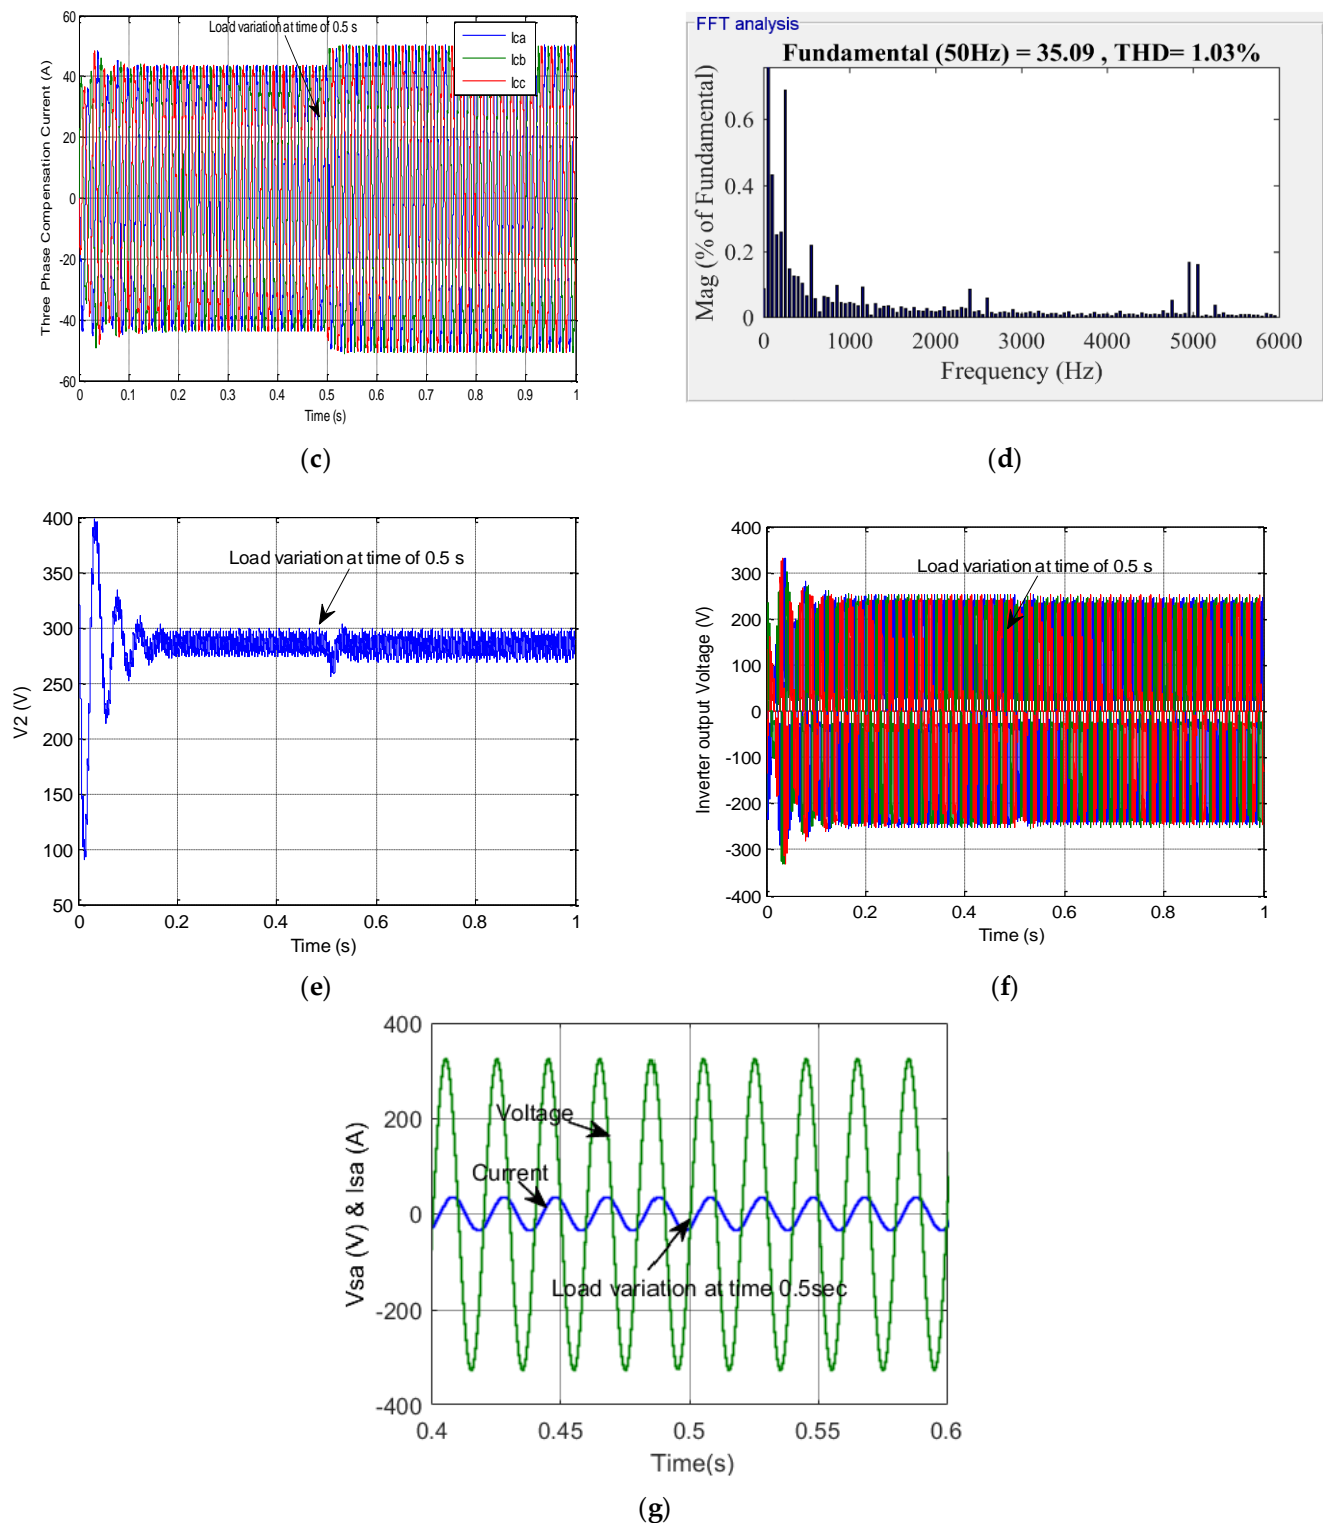 60
40
20
0
-20
-40
-60
Three Phase Compensation Current (A)
Load variation at time of 0.5 s
Ica
Icb
Icc
0 0.1 0.2 0.3 0.4 0.5 0.6 0.7 0.8 0.9 1
Time (s)
(c)
FFT analysis
Fundamental (50Hz) = 35.09 , THD= 1.03%
Mag (% of Fundamental)
0.6
0.4
0.2
0
0 1000 2000 3000 4000 5000 6000
Frequency (Hz)
(d)
400
350
300
250
200
150
100
50
V2 (V)
Load variation at time of 0.5 s
0 0.2 0.4 0.6 0.8 1
Time (s)
(e)
400
300
200
100
0
-100
-200
-300
-400
Inverter output Voltage (V)
Load variation at time of 0.5 s
0 0.2 0.4 0.6 0.8 1
Time (s)
(f)
400
200
0
-200
-400
Vsa (V) & Isa (A)
Voltage
Current
Load variation at time 0.5sec
0.4 0.45 0.5 0.55 0.6
Time(s)
(g)